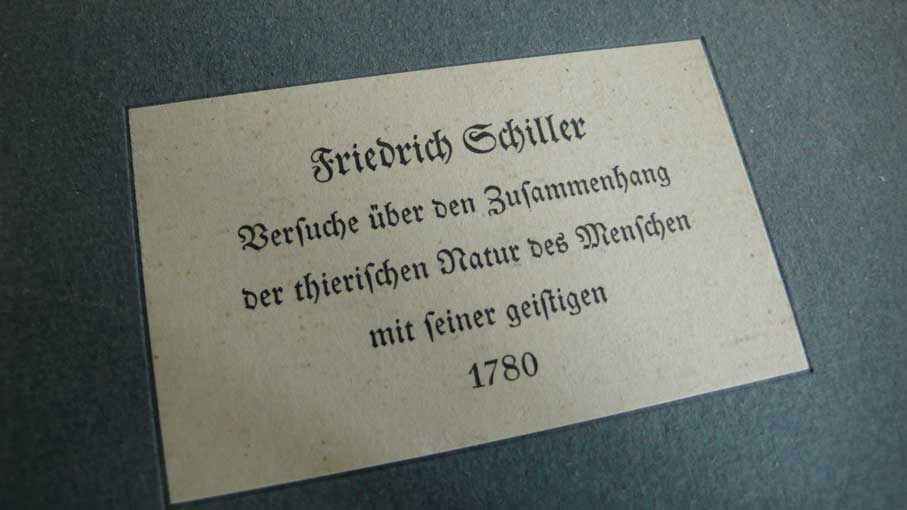 Friedrich Schiller
Verſuche über den Zuſammenhang
der thieriſchen Natur des Menſchen
mit ſeiner geiſtigen
1780